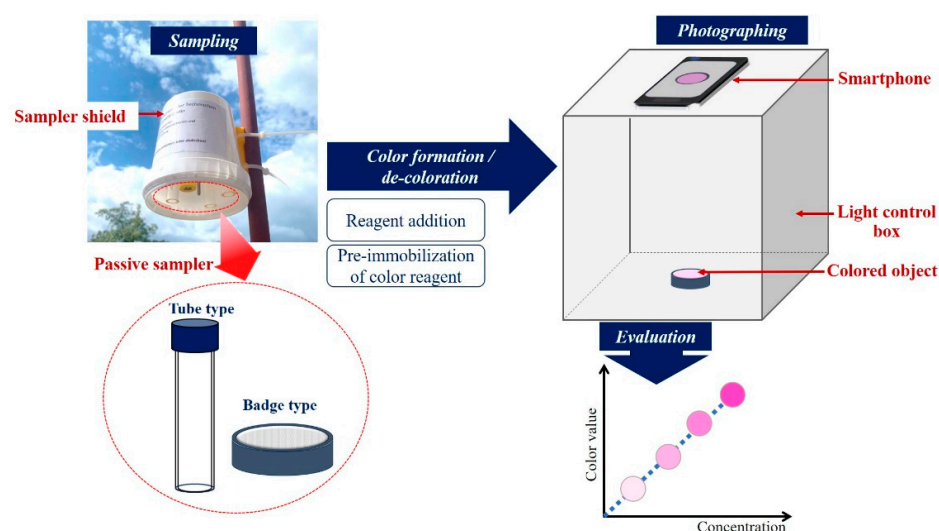 Sampling
Sampler shield
Passive sampler
Tube type
Badge type
Color formation /
de-coloration
Reagent addition
Pre-immobilization
of color reagent
Photographing
Smartphone
Light control
box
Colored object
Evaluation
Color value
Concentration